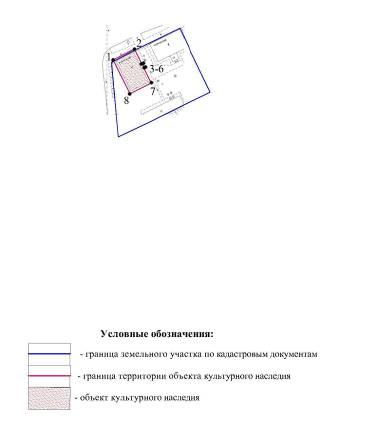 2
1
3-6
7
8
Условные обозначения:
- граница земельного участка по кадастровым документам
- граница территории объекта культурного наследия
- объект культурного наследия